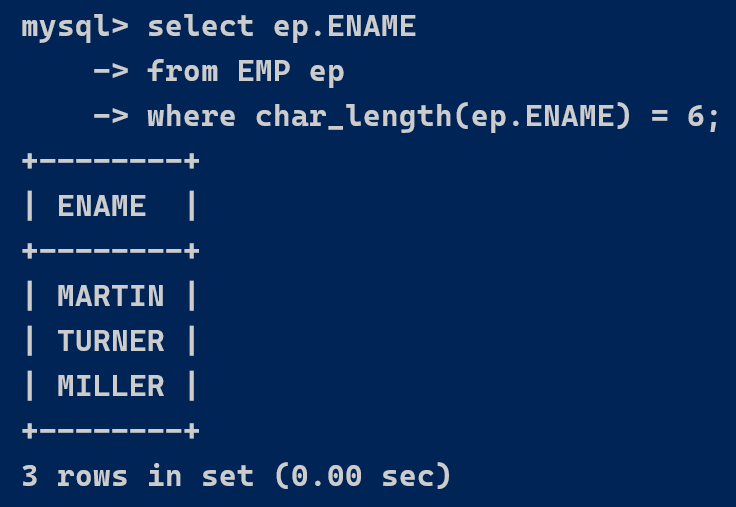 mysql> select ep.ENAME
    -> from EMP ep
    -> where char_length(ep.ENAME) = 6;
+--------+
| ENAME  |
+--------+
| MARTIN |
| TURNER |
| MILLER |
+--------+
3 rows in set (0.00 sec)